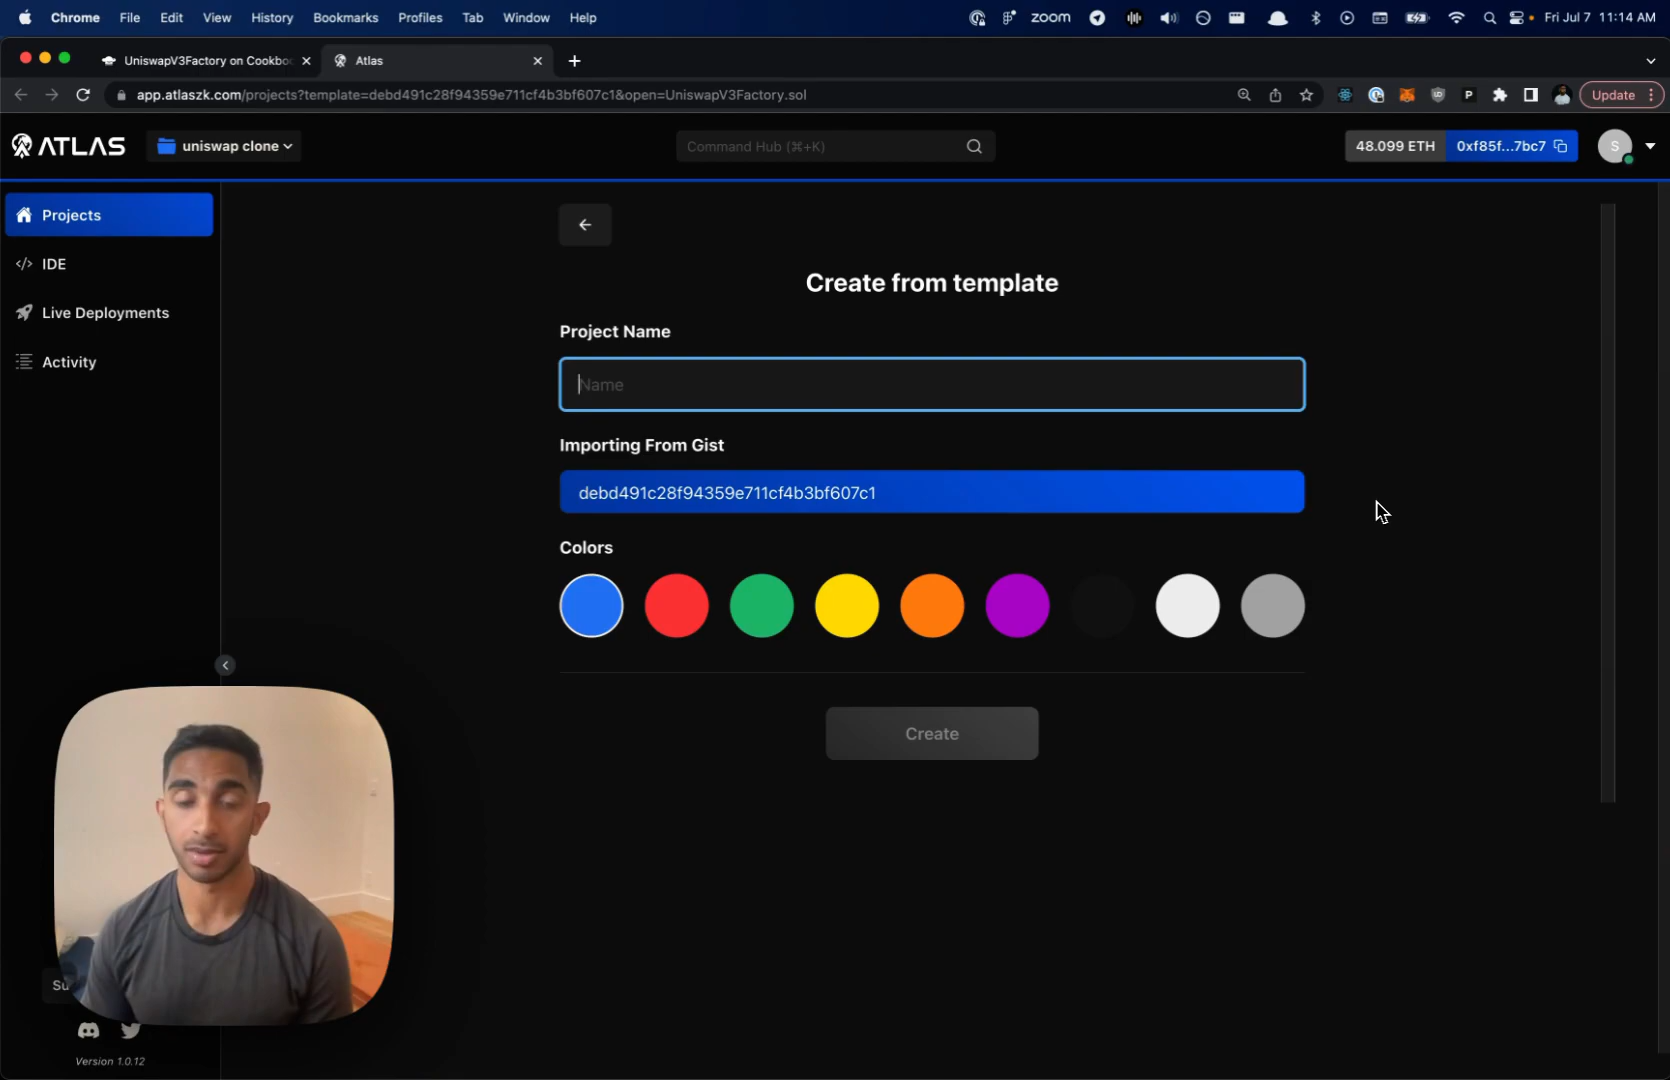 Chrome File Edit View History Bookmarks Profiles Tab Window Help zoom Fri Jul 7 11:14 AM
UniswapV3Factory on Cookbo Atlas
app.atlaszk.com/projects?template=debd491c28f94359e711cf4b3bf607c1&open=UniswapV3Factory.sol P Update
ATLAS uniswap clone Command Hub (⌘+K) 48.099 ETH 0xf85f...7bc7 S
Projects
IDE
Live Deployments
Activity
Create from template
Project Name
Name
Importing From Gist
debd491c28f94359e711cf4b3bf607c1
Colors
Create
Su
Version 1.0.12